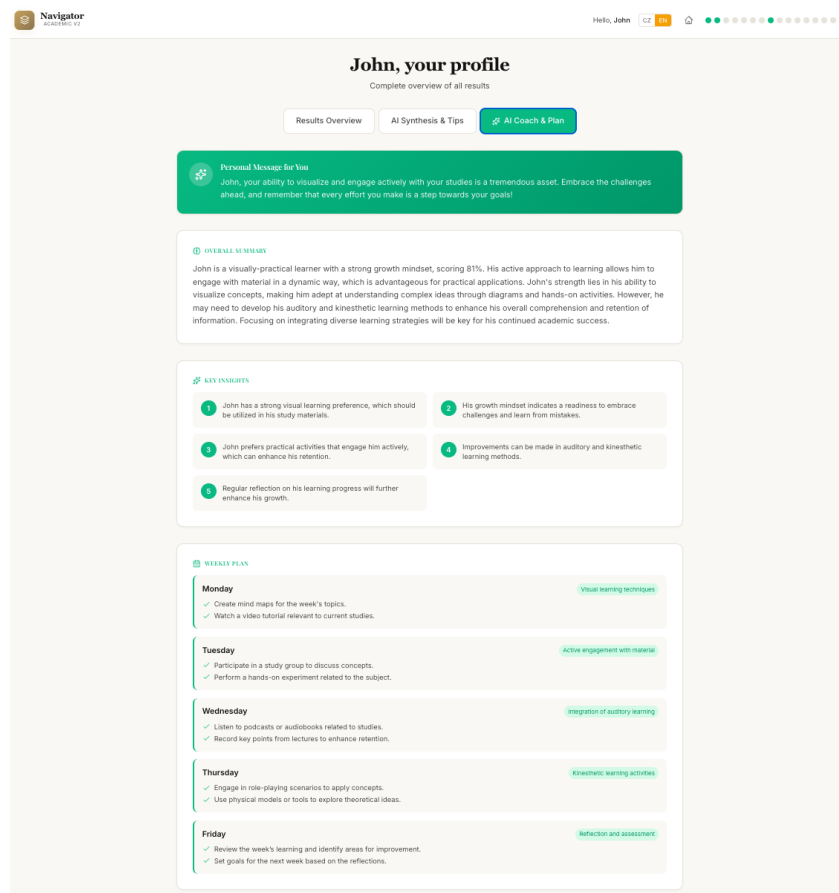 Navigator
ACADEMIC V2
Hello, John
CZ
EN
John, your profile
Complete overview of all results
Results Overview
AI Synthesis & Tips
AI Coach & Plan
Personal Message for You
John, your ability to visualize and engage actively with your studies is a tremendous asset. Embrace the challenges
ahead, and remember that every effort you make is a step towards your goals!
OVERALL SUMMARY
John is a visually-practical learner with a strong growth mindset, scoring 81%. His active approach to learning allows him to
engage with material in a dynamic way, which is advantageous for practical applications. John's strength lies in his ability to
visualize concepts, making him adept at understanding complex ideas through diagrams and hands-on activities. However, he
may need to develop his auditory and kinesthetic learning methods to enhance his overall comprehension and retention of
information. Focusing on integrating diverse learning strategies will be key for his continued academic success.
KEY INSIGHTS
1
John has a strong visual learning preference, which should
be utilized in his study materials.
2
His growth mindset indicates a readiness to embrace
challenges and learn from mistakes.
3
John prefers practical activities that engage him actively,
which can enhance his retention.
4
Improvements can be made in auditory and kinesthetic
learning methods.
5
Regular reflection on his learning progress will further
enhance his growth.
WEEKLY PLAN
Monday
Visual learning techniques
Create mind maps for the week's topics.
Watch a video tutorial relevant to current studies.
Tuesday
Active engagement with material
Participate in a study group to discuss concepts.
Perform a hands-on experiment related to the subject.
Wednesday
Integration of auditory learning
Listen to podcasts or audiobooks related to studies.
Record key points from lectures to enhance retention.
Thursday
Kinesthetic learning activities
Engage in role-playing scenarios to apply concepts.
Use physical models or tools to explore theoretical ideas.
Friday
Reflection and assessment
Review the week's learning and identify areas for improvement.
Set goals for the next week based on the reflections.